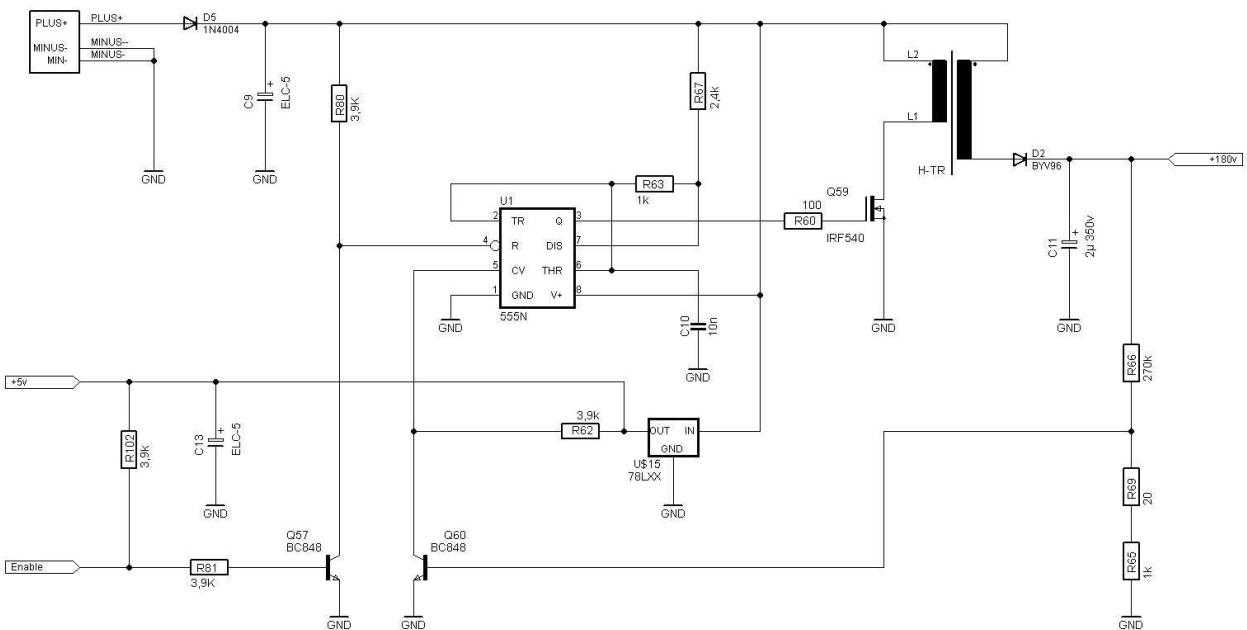 PLUS+
PLUS+
MINUS-
MINUS--
MIN-
MINUS-
D5
1N4004
C9
+
ELC-5
GND
GND
R80
3,9K
R67
2,4k
R63
1k
U1
2
TR
Q
3
4
R
DIS
7
5
CV
THR
6
1
GND
V+
8
555N
GND
C10
10n
GND
100
R60
Q59
IRF540
GND
L2
L1
H-TR
D2
BYV96
+180v
C11
+
2µ 350v
GND
R66
270k
R69
20
R65
1k
GND
+5v
R102
3,9k
C13
+
ELC-5
GND
3,9k
R62
OUT
IN
GND
U$15
78LXX
GND
Enable
R81
3,9K
Q57
BC848
GND
Q60
BC848
GND